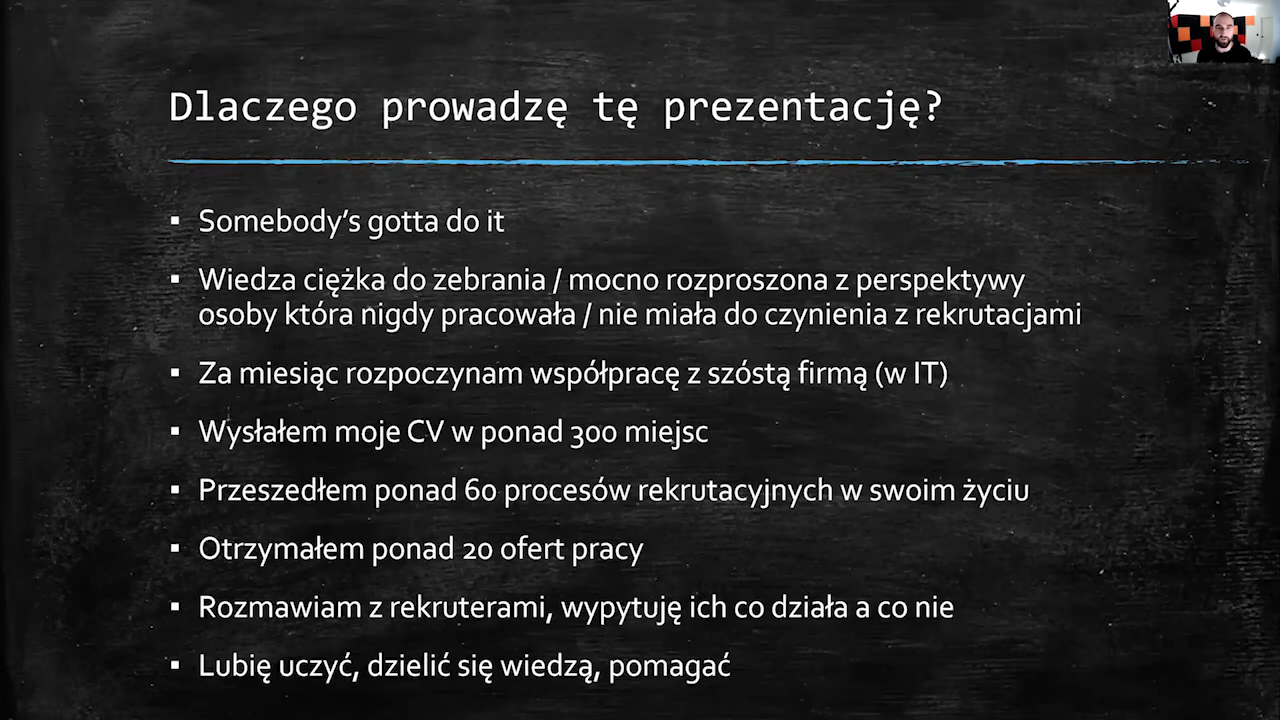 Dlaczego prowadzę tę prezentację?
▪ Somebody's gotta do it
▪ Wiedza ciężka do zebrania / mocno rozproszona z perspektywy
osoby która nigdy pracowała / nie miała do czynienia z rekrutacjami
▪ Za miesiąc rozpoczynam współpracę z szóstą firmą (w IT)
▪ Wysłałem moje CV w ponad 300 miejsc
▪ Przeszedłem ponad 60 procesów rekrutacyjnych w swoim życiu
▪ Otrzymałem ponad 20 ofert pracy
▪ Rozmawiam z rekruterami, wypytuję ich co działa a co nie
▪ Lubię uczyć, dzielić się wiedzą, pomagać